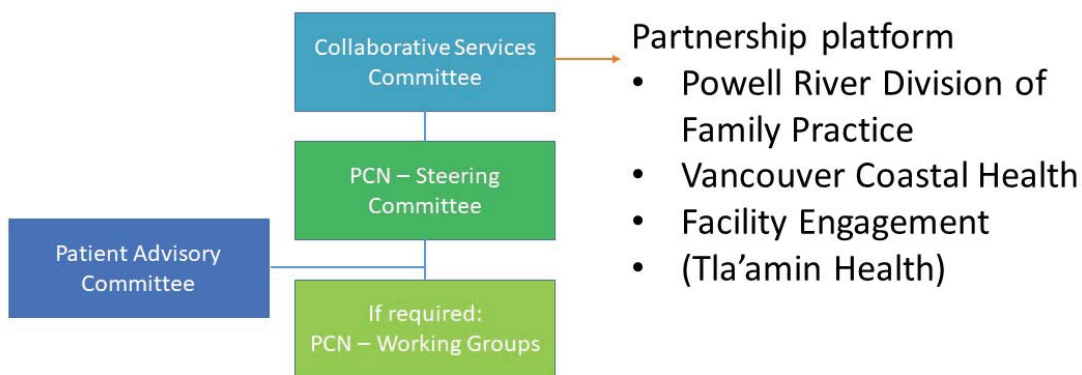 Collaborative Services
Committee
Partnership platform
• Powell River Division of
Family Practice
• Vancouver Coastal Health
• Facility Engagement
• (Tla’amin Health)
PCN – Steering
Committee
Patient Advisory
Committee
If required:
PCN – Working Groups